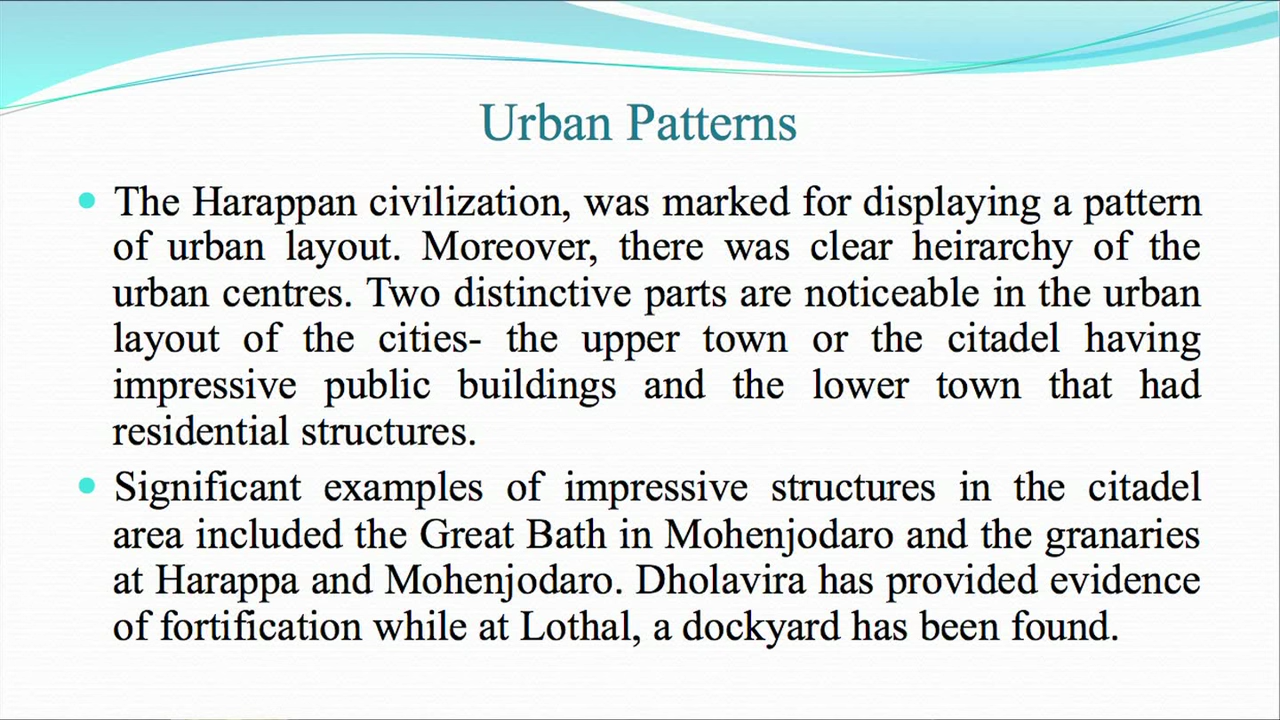 Urban Patterns
• The Harappan civilization, was marked for displaying a pattern
of urban layout. Moreover, there was clear heirarchy of the
urban centres. Two distinctive parts are noticeable in the urban
layout of the cities- the upper town or the citadel having
impressive public buildings and the lower town that had
residential structures.
• Significant examples of impressive structures in the citadel
area included the Great Bath in Mohenjodaro and the granaries
at Harappa and Mohenjodaro. Dholavira has provided evidence
of fortification while at Lothal, a dockyard has been found.